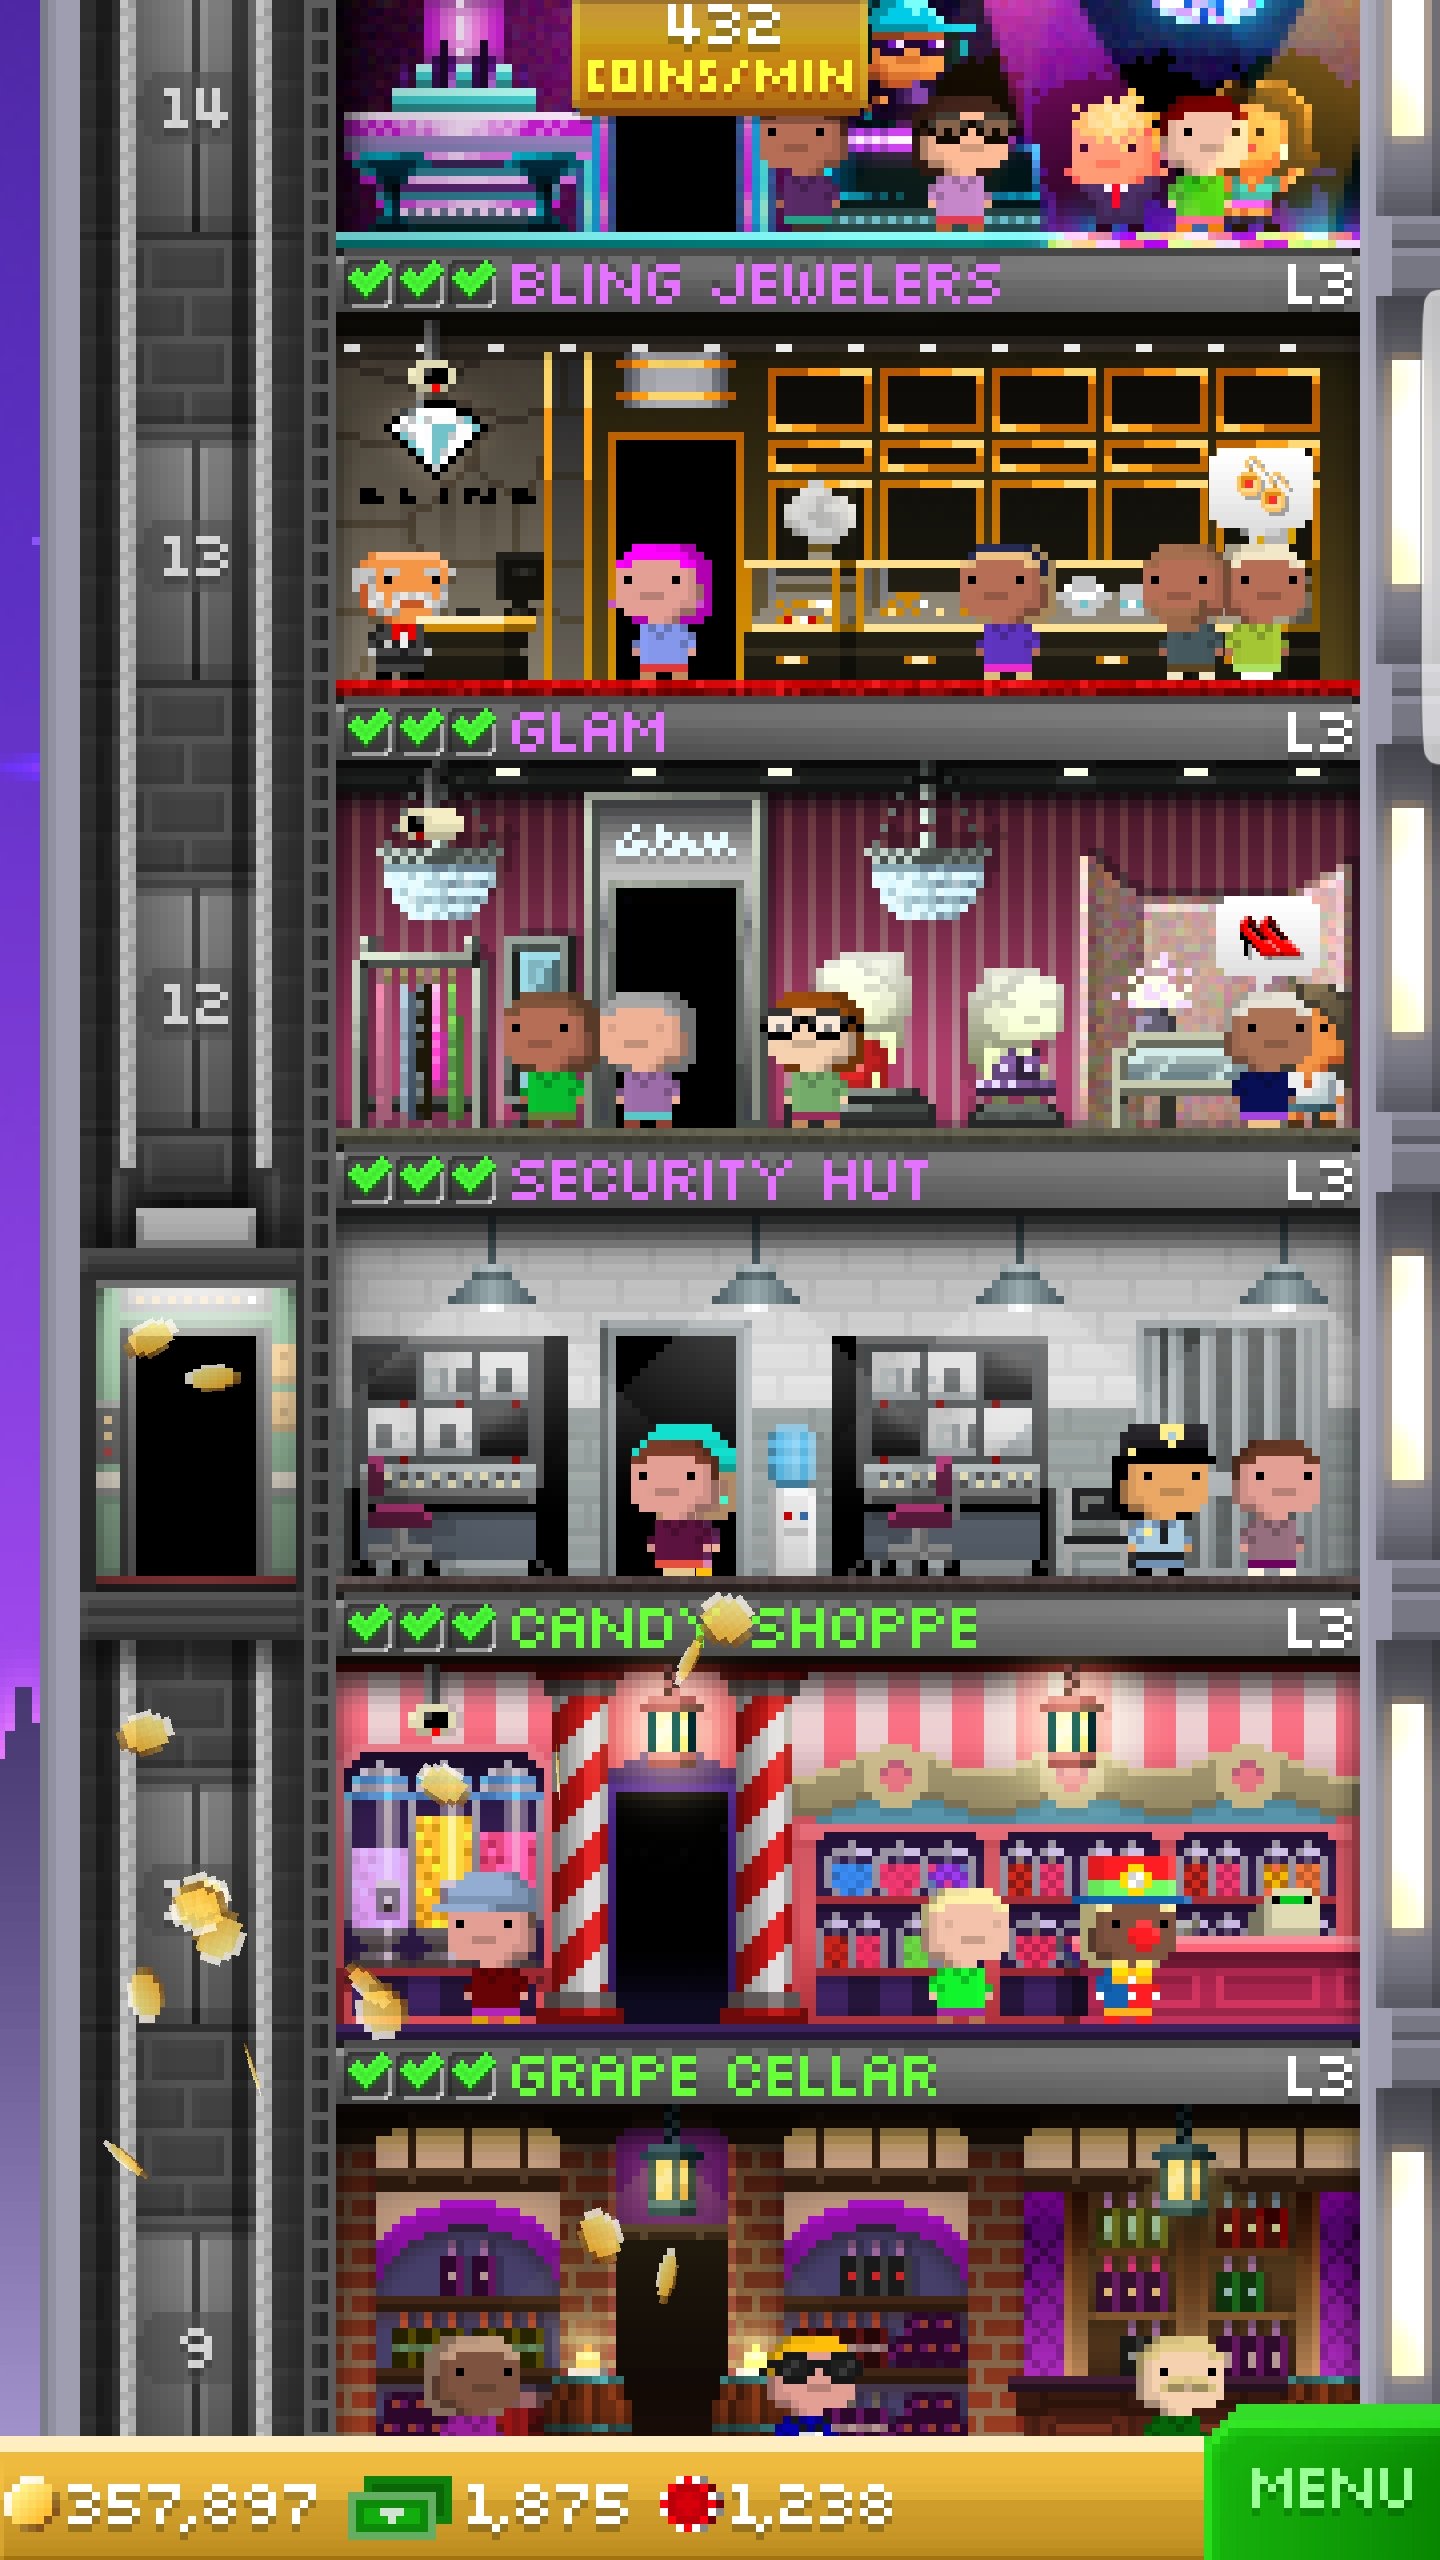 432
COINS/MIN
14
BLING JEWELERS L3
BLING
13
GLAM L3
Glam
12
SECURITY HUT L3
CANDY SHOPPE L3
GRAPE CELLAR L3
9
357,897 1,875 1,238
MENU